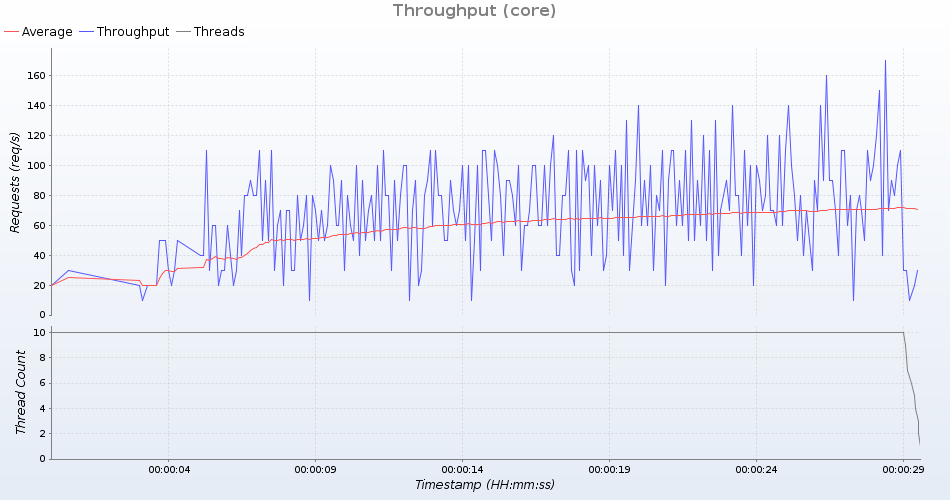 Throughput (core)
Average Throughput Threads
Requests (req/s)
160
140
120
100
80
60
40
20
0
Thread Count
10
8
6
4
2
0
00:00:04 00:00:09 00:00:14 00:00:19 00:00:24 00:00:29
Timestamp (HH:mm:ss)